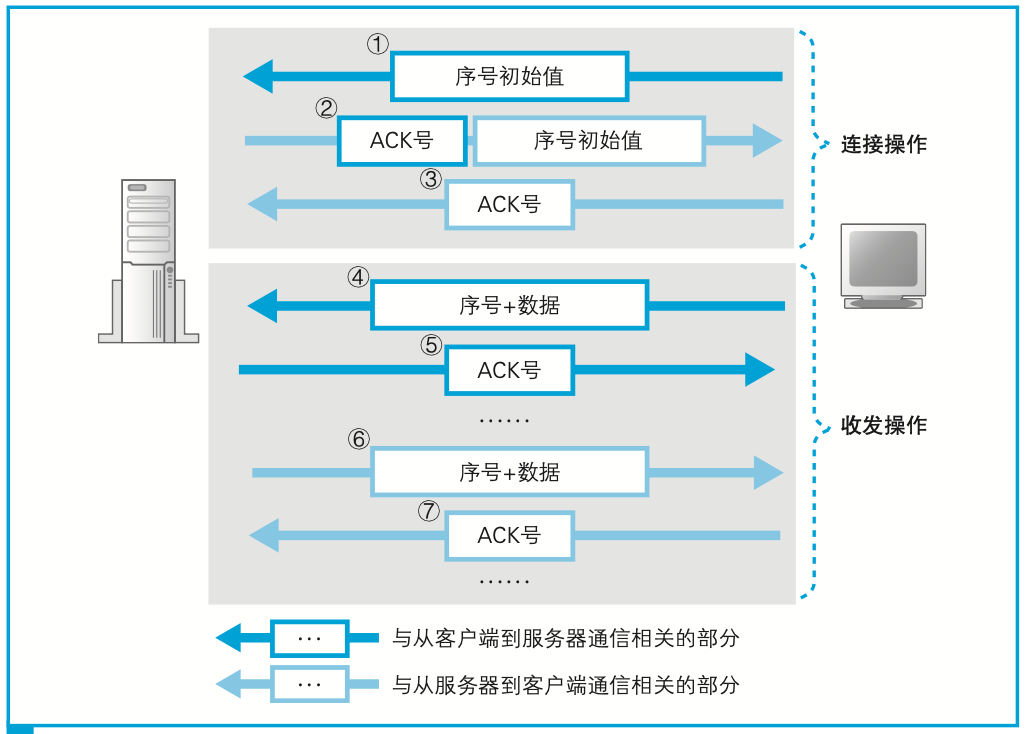 ①
序号初始值
②
ACK号
序号初始值
③
ACK号
连接操作
④
序号+数据
⑤
ACK号
······
⑥
序号+数据
⑦
ACK号
······
收发操作
··· 与从客户端到服务器通信相关的部分
··· 与从服务器到客户端通信相关的部分